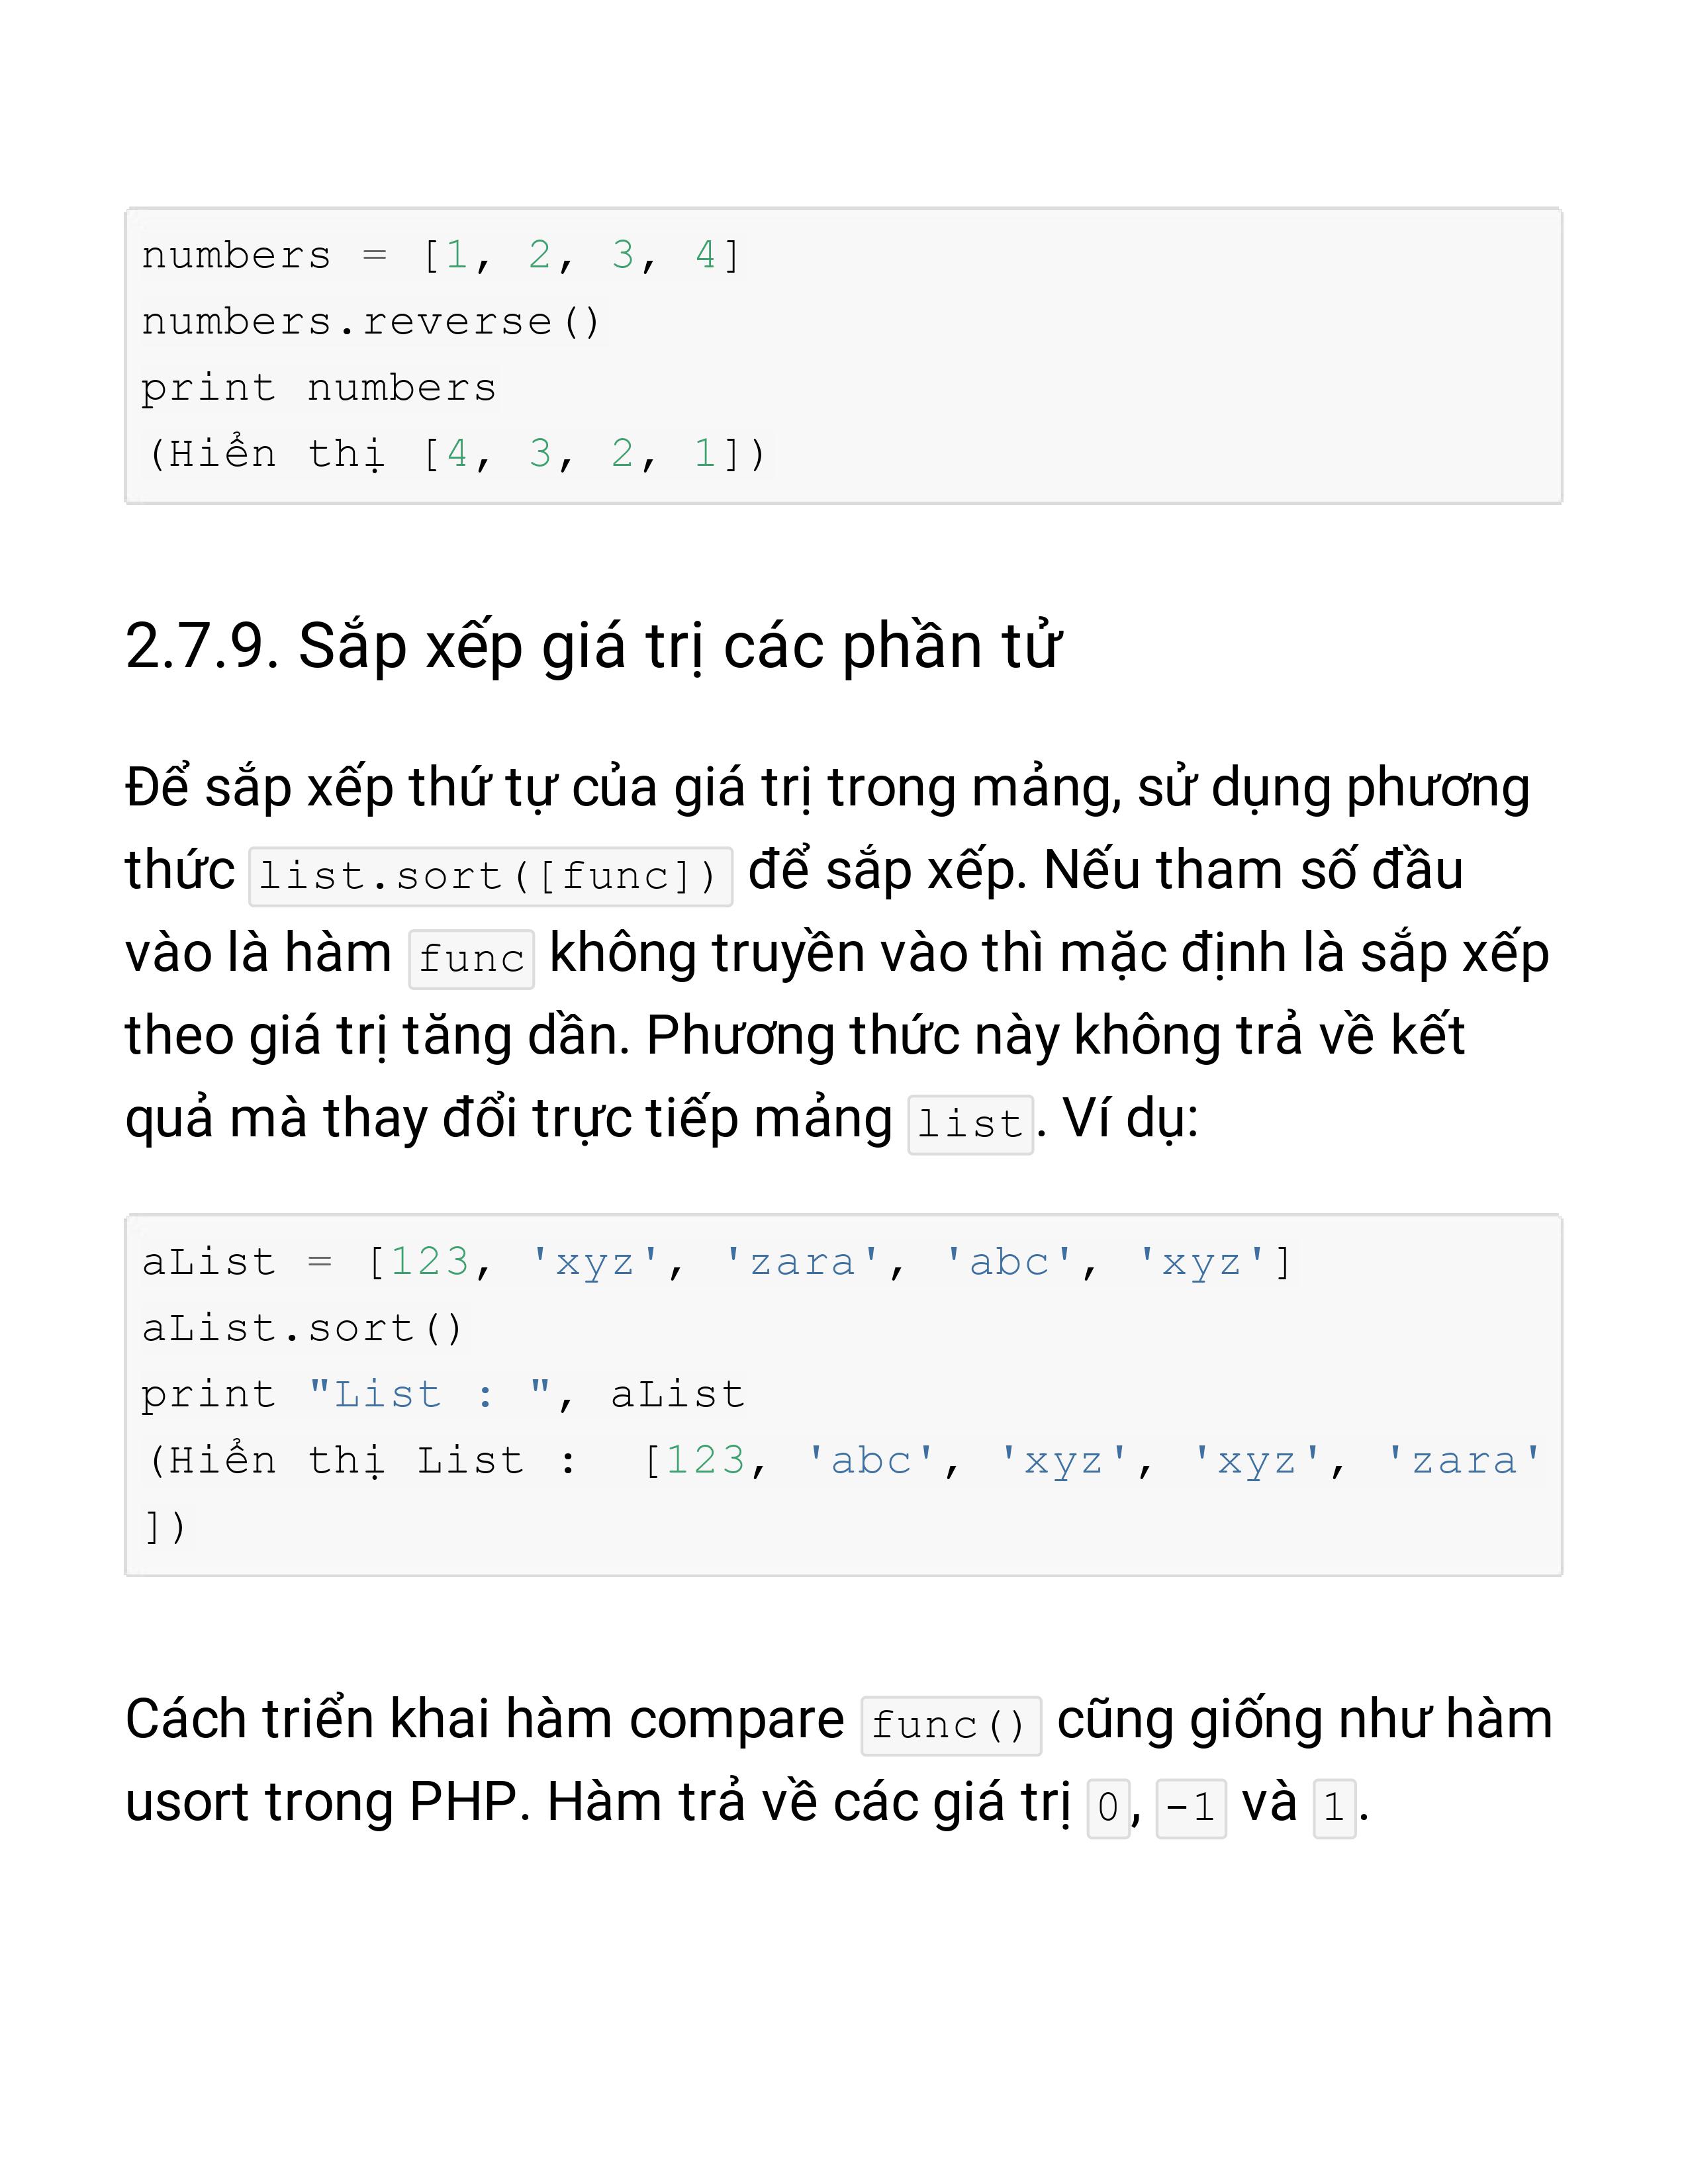 numbers = [1, 2, 3, 4]
numbers.reverse()
print numbers
(Hiển thị [4, 3, 2, 1])
2.7.9. Sắp xếp giá trị các phần tử
Để sắp xếp thứ tự của giá trị trong mảng, sử dụng phương
thức list.sort([func]) để sắp xếp. Nếu tham số đầu
vào là hàm func không truyền vào thì mặc định là sắp xếp
theo giá trị tăng dần. Phương thức này không trả về kết
quả mà thay đổi trực tiếp mảng list. Ví dụ:
aList = [123, 'xyz', 'zara', 'abc', 'xyz']
aList.sort()
print "List : ", aList
(Hiển thị List :  [123, 'abc', 'xyz', 'xyz', 'zara'
])
Cách triển khai hàm compare func() cũng giống như hàm
usort trong PHP. Hàm trả về các giá trị 0, -1 và 1.